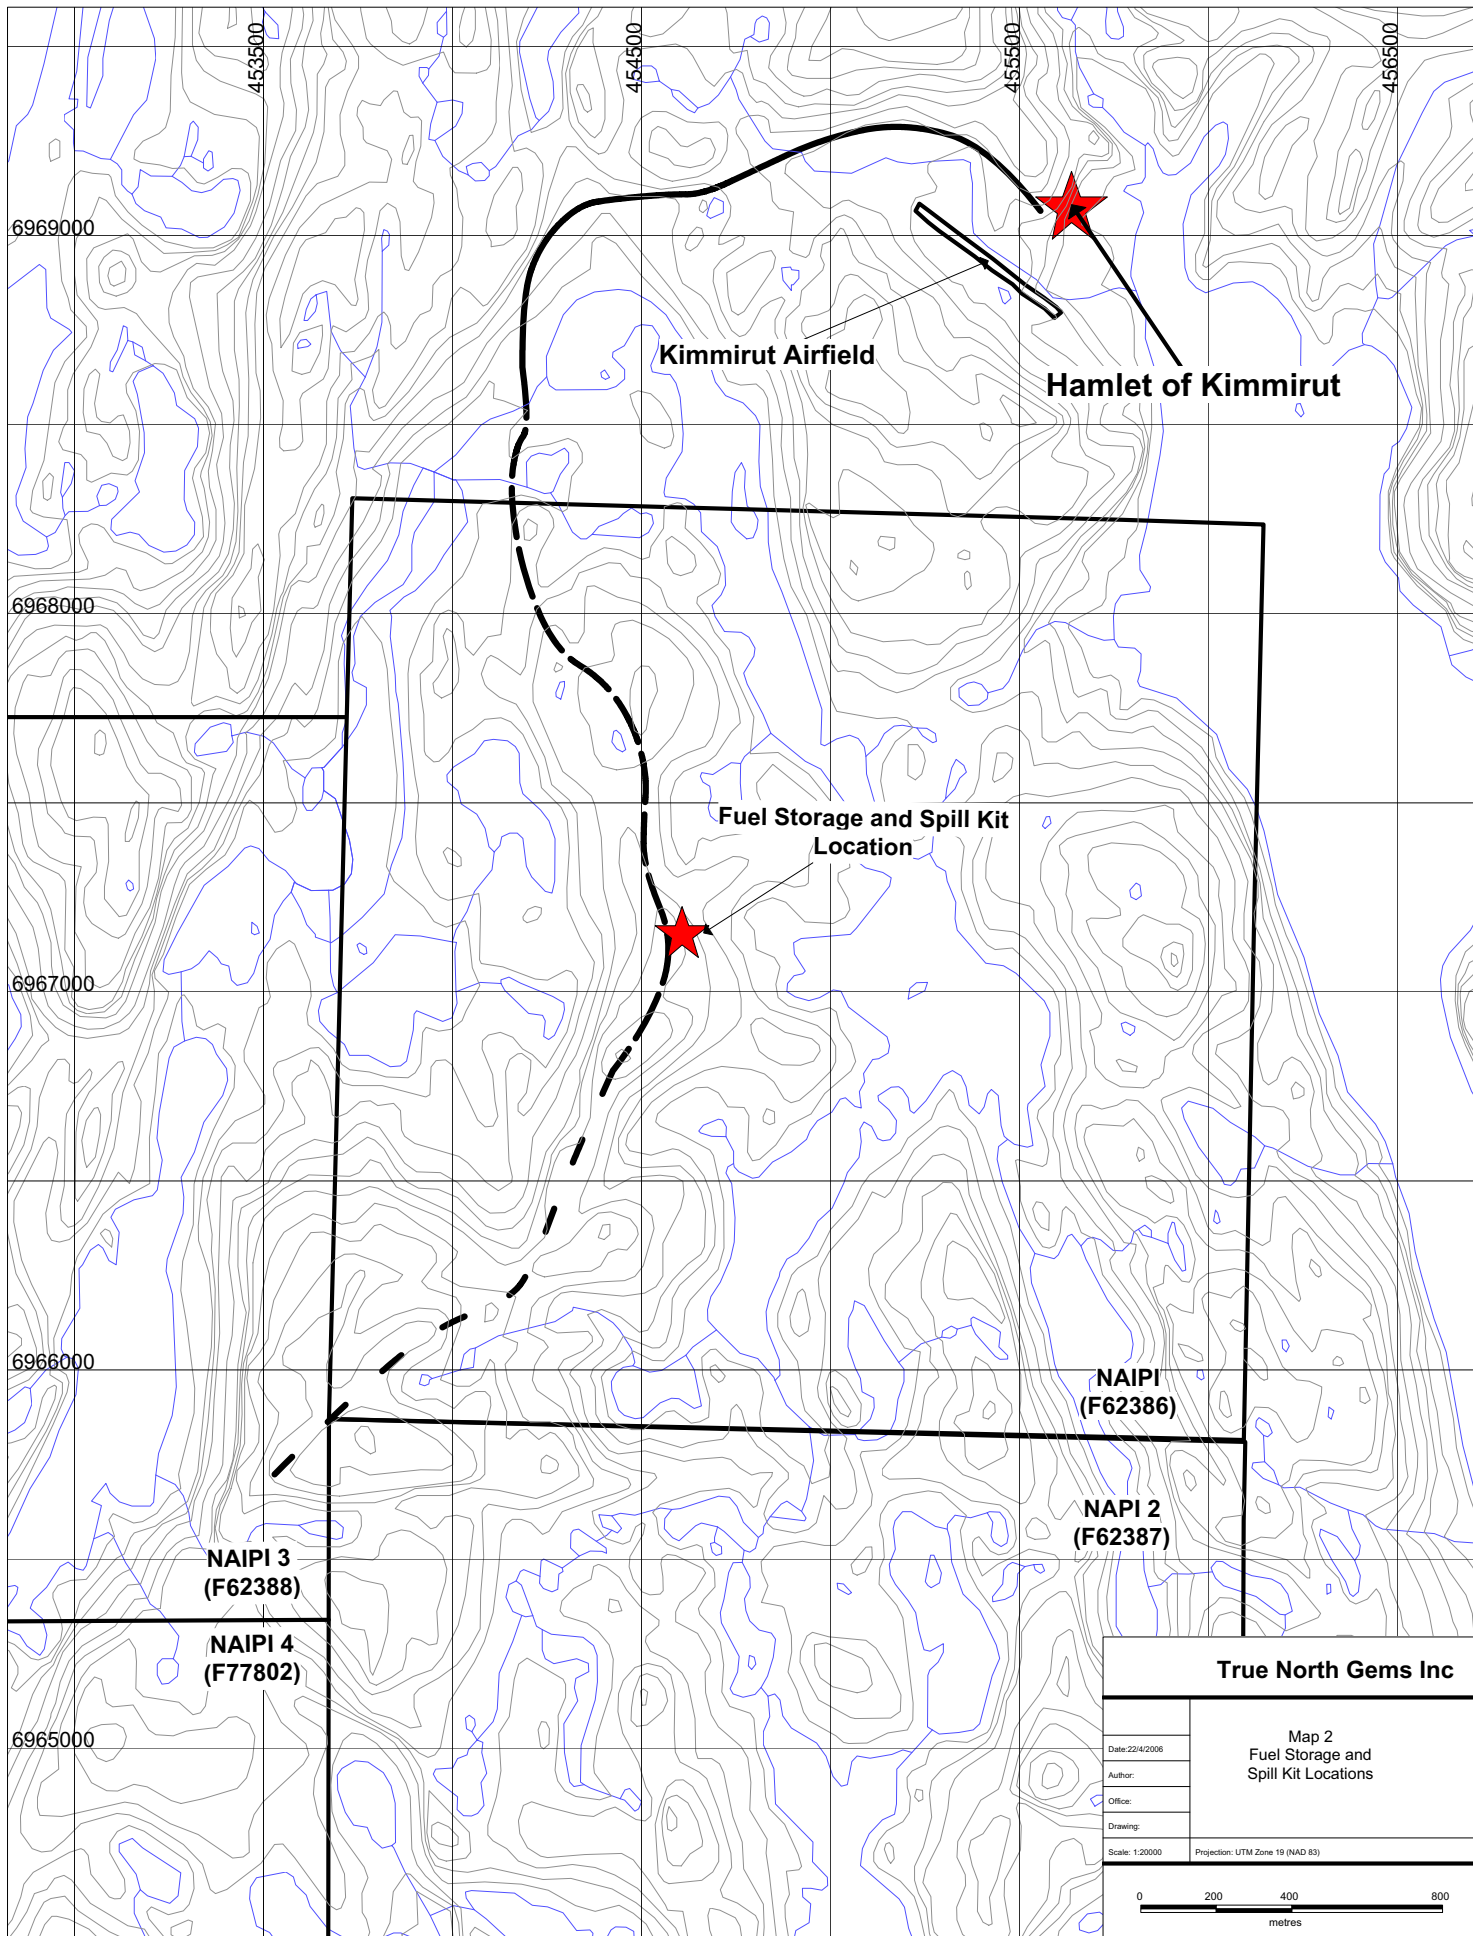 453500
454500
455500
456500
6969000
Kimmirut Airfield
Hamlet of Kimmirut
6968000
Fuel Storage and Spill Kit
Location
6967000
6966000
NAIPI
(F62386)
NAPI 2
(F62387)
NAIPI 3
(F62388)
NAIPI 4
(F77802)
6965000
True North Gems Inc
Map 2
Fuel Storage and
Spill Kit Locations
Date:22/4/2006
Author:
Office:
Drawing:
Scale: 1:20000
Projection: UTM Zone 19 (NAD 83)
0 200 400 800
metres